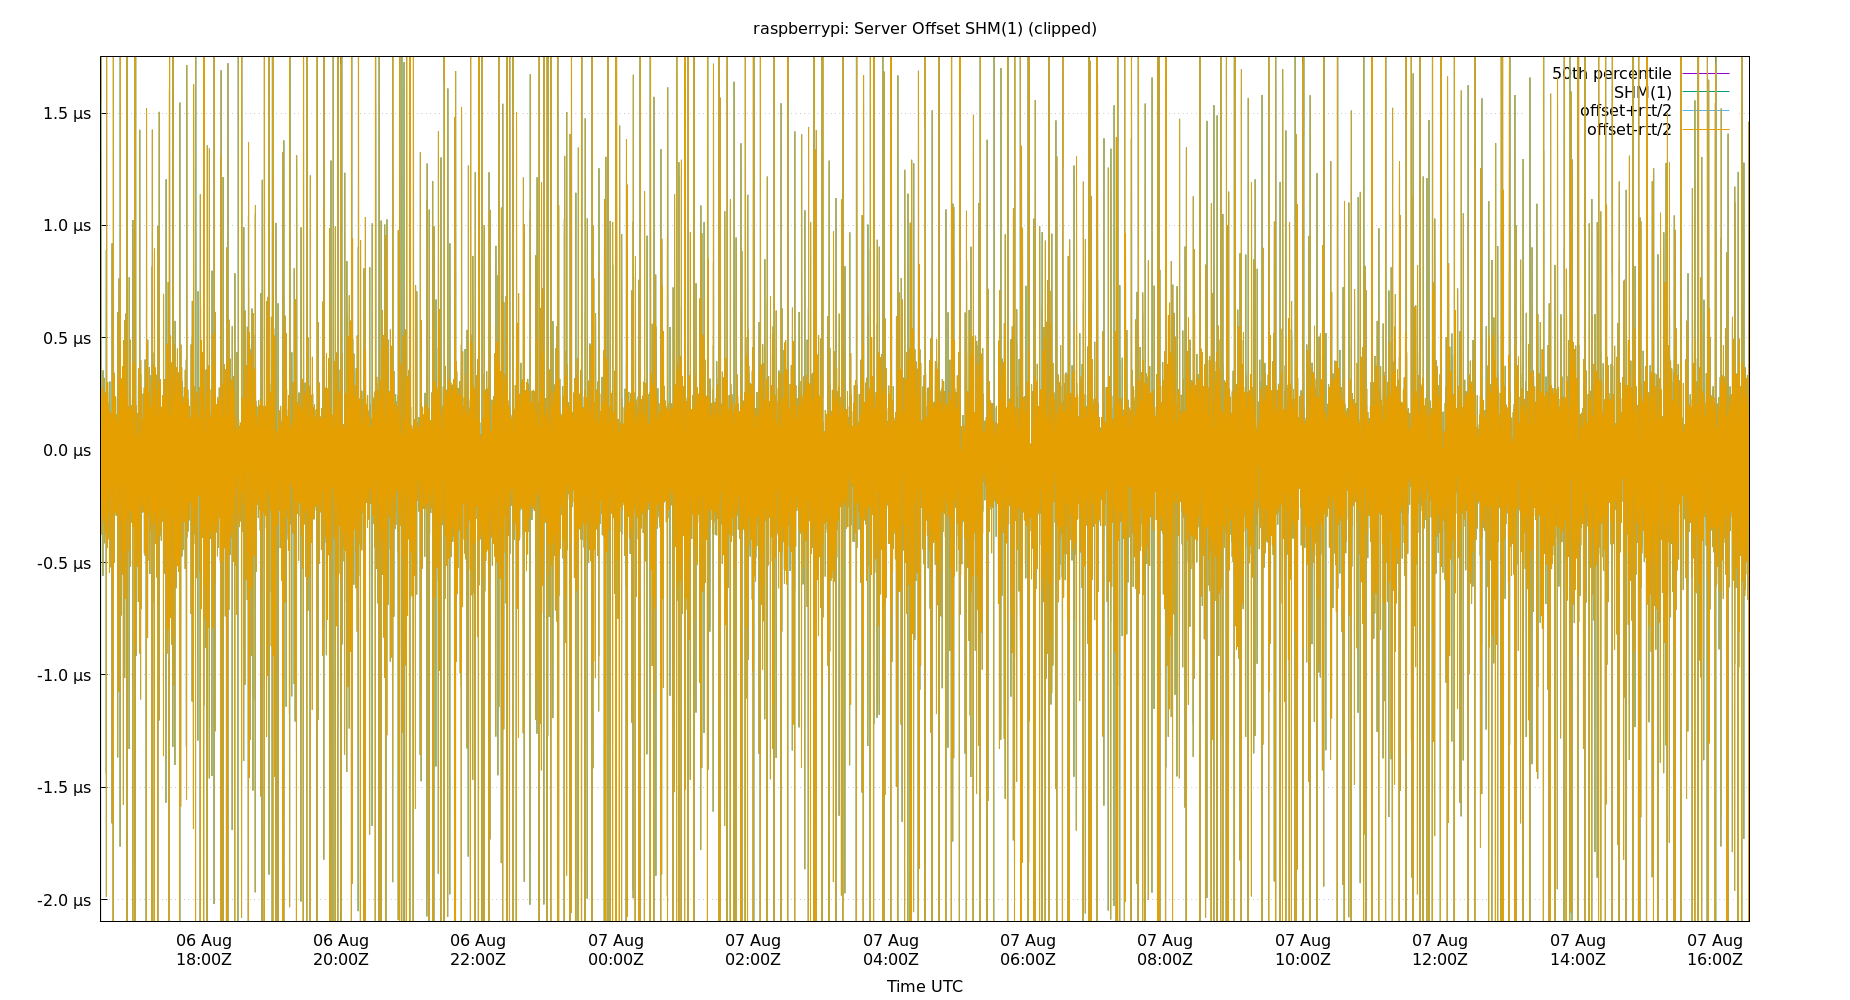 raspberrypi: Server Offset SHM(1) (clipped)
50th percentile
SHM(1)
offset+rtt/2
offset-rtt/2
1.5 µs
1.0 µs
0.5 µs
0.0 µs
-0.5 µs
-1.0 µs
-1.5 µs
-2.0 µs
06 Aug 06 Aug 06 Aug 07 Aug 07 Aug 07 Aug 07 Aug 07 Aug 07 Aug 07 Aug 07 Aug 07 Aug
18:00Z 20:00Z 22:00Z 00:00Z 02:00Z 04:00Z 06:00Z 08:00Z 10:00Z 12:00Z 14:00Z 16:00Z
Time UTC